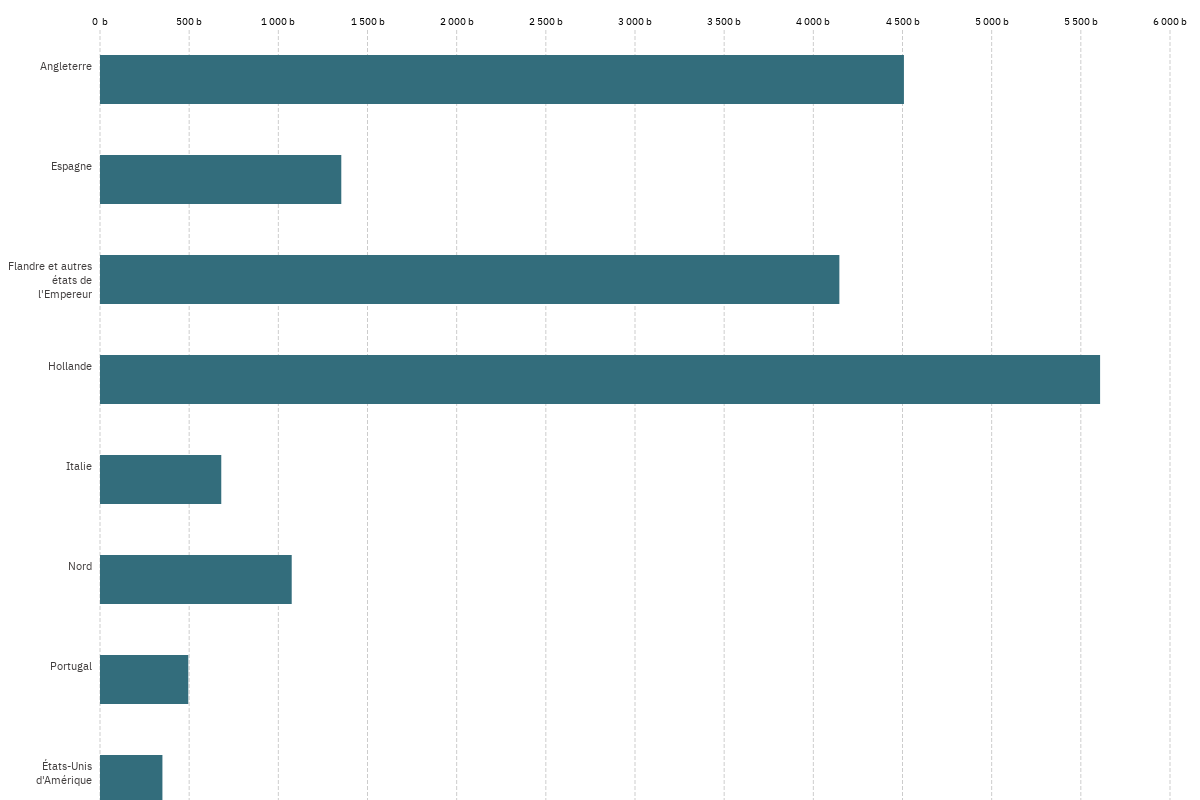 0 b 500 b 1 000 b 1 500 b 2 000 b 2 500 b 3 000 b 3 500 b 4 000 b 4 500 b 5 000 b 5 500 b 6 000 b
Angleterre
Espagne
Flandre et autres
états de
l'Empereur
Hollande
Italie
Nord
Portugal
États-Unis
d'Amérique